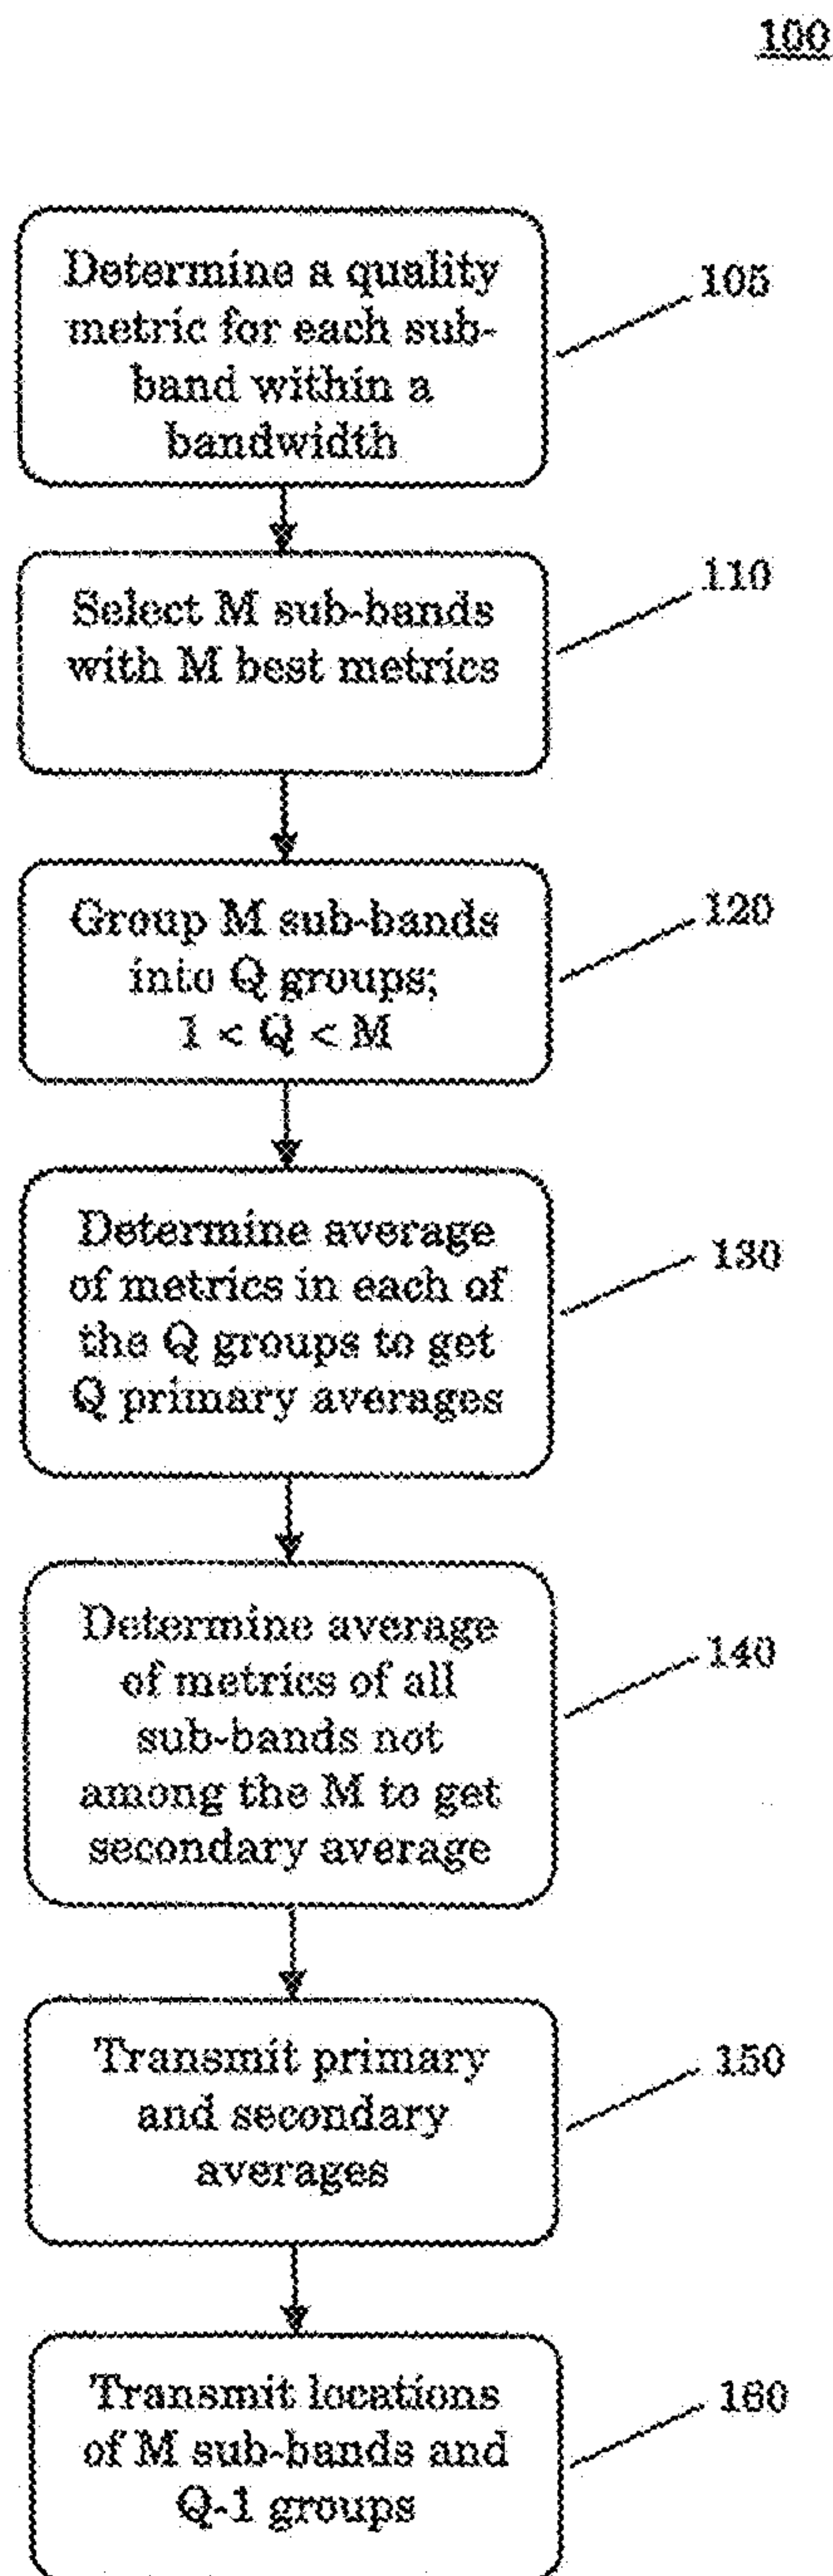 100
Determine a quality
metric for each sub-
band within a
bandwidth
105
Select M sub-bands
with M best metrics
110
Group M sub-bands
into Q groups;
1 < Q < M
120
Determine average
of metrics in each of
the Q groups to get
Q primary averages
130
Determine average
of metrics of all
sub-bands not
among the M to get
secondary average
140
Transmit primary
and secondary
averages
150
Transmit locations
of M sub-bands and
Q-1 groups
160